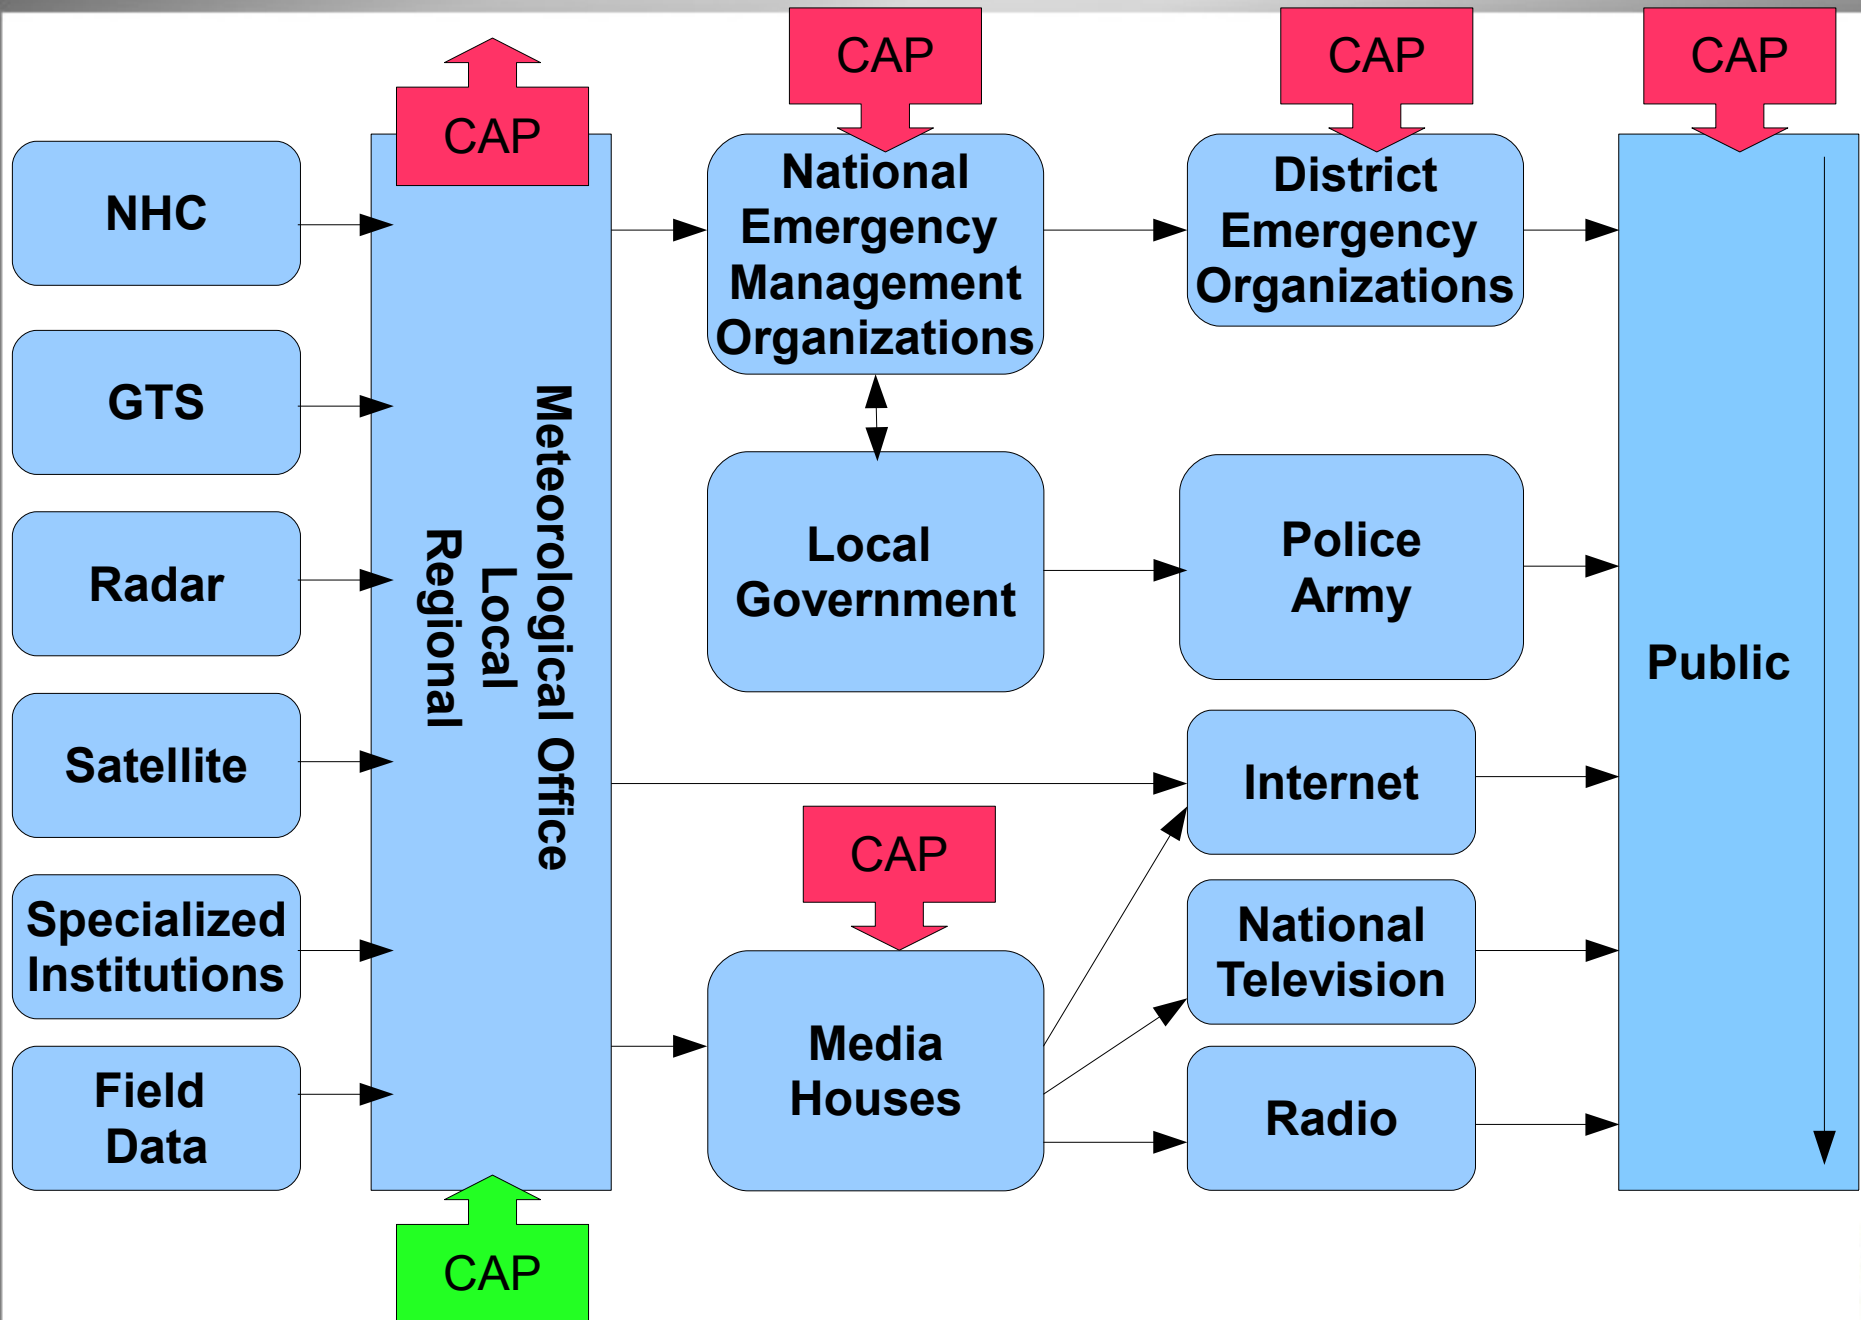 CAP
CAP
CAP
CAP
NHC
GTS
Radar
Satellite
Specialized
Institutions
Field
Data
Meteorological Office
Local
Regional
CAP
National
Emergency
Management
Organizations
District
Emergency
Organizations
Local
Government
Police
Army
CAP
Media
Houses
Internet
National
Television
Radio
Public